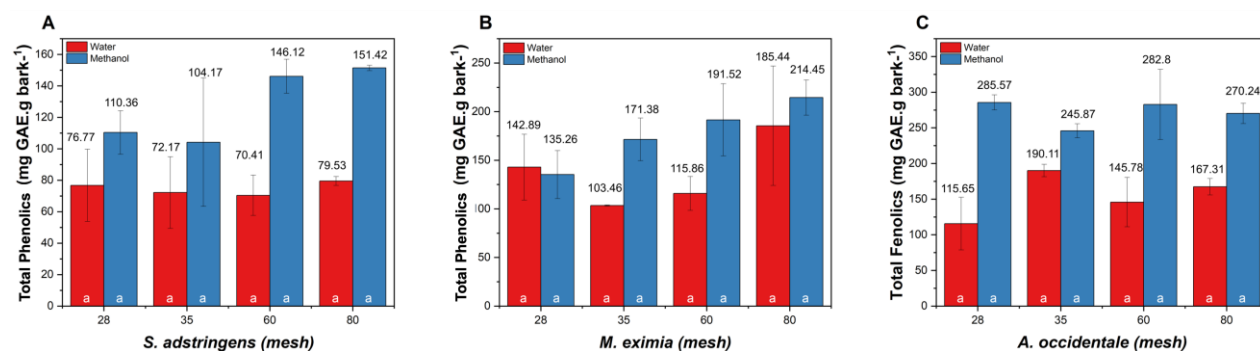 A
Water
Methanol
Total Phenolics (mg GAE.g bark-1)
160
140
120
100
80
60
40
20
0
76.77
110.36
72.17
104.17
70.41
146.12
79.53
151.42
a a a a a a a a
28 35 60 80
S. adstringens (mesh)
B
Water
Methanol
Total Phenolics (mg GAE.g bark-1)
250
200
150
100
50
0
142.89
135.26
103.46
171.38
115.86
191.52
185.44
214.45
a a a a a a a a
28 35 60 80
M. eximia (mesh)
C
Water
Methanol
Total Fenolics (mg GAE.g bark-1)
400
350
300
250
200
150
100
50
0
115.65
285.57
190.11
245.87
145.78
282.8
167.31
270.24
a a a a a a a a
28 35 60 80
A. occidentale (mesh)